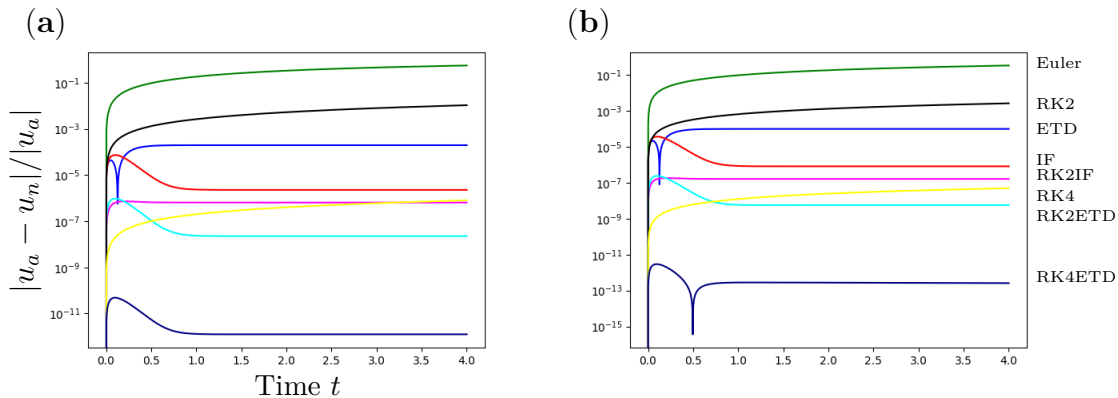 (a)
(b)
|u_a − u_n|/|u_a|
10^{-1}
10^{-3}
10^{-5}
10^{-7}
10^{-9}
10^{-11}
0.0 0.5 1.0 1.5 2.0 2.5 3.0 3.5 4.0
Time t
10^{-1}
10^{-3}
10^{-5}
10^{-7}
10^{-9}
10^{-11}
10^{-13}
10^{-15}
0.0 0.5 1.0 1.5 2.0 2.5 3.0 3.5 4.0
Euler
RK2
ETD
IF
RK2IF
RK4
RK2ETD
RK4ETD